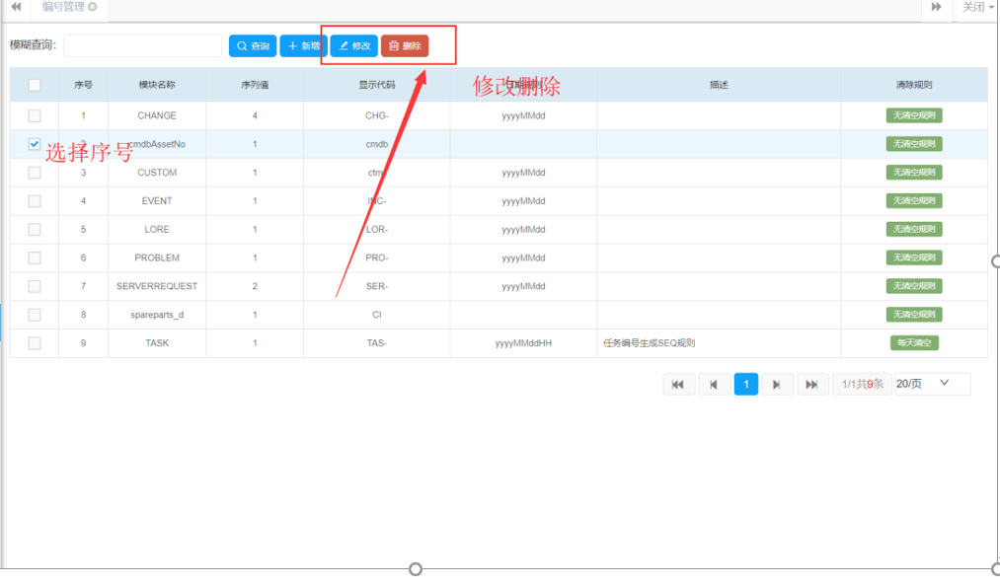 编号管理 关闭
模糊查询: 查询 新增 修改 删除
序号 模块名称 序列值 显示代码 描述 清除规则
修改删除
1 CHANGE 4 CHG- yyyyMMdd 无清空规则
cmdbAssetNo 1 cmdb 无清空规则
选择序号
3 CUSTOM 1 ctm- yyyyMMdd 无清空规则
4 EVENT 1 INC- yyyyMMdd 无清空规则
5 LORE 1 LOR- yyyyMMdd 无清空规则
6 PROBLEM 1 PRO- yyyyMMdd 无清空规则
7 SERVERREQUEST 2 SER- yyyyMMdd 无清空规则
8 spareparts_d 1 CI 无清空规则
9 TASK 1 TAS- yyyyMMddHH 任务编号生成SEQ规则 每天清空
1 1/1共9条 20/页